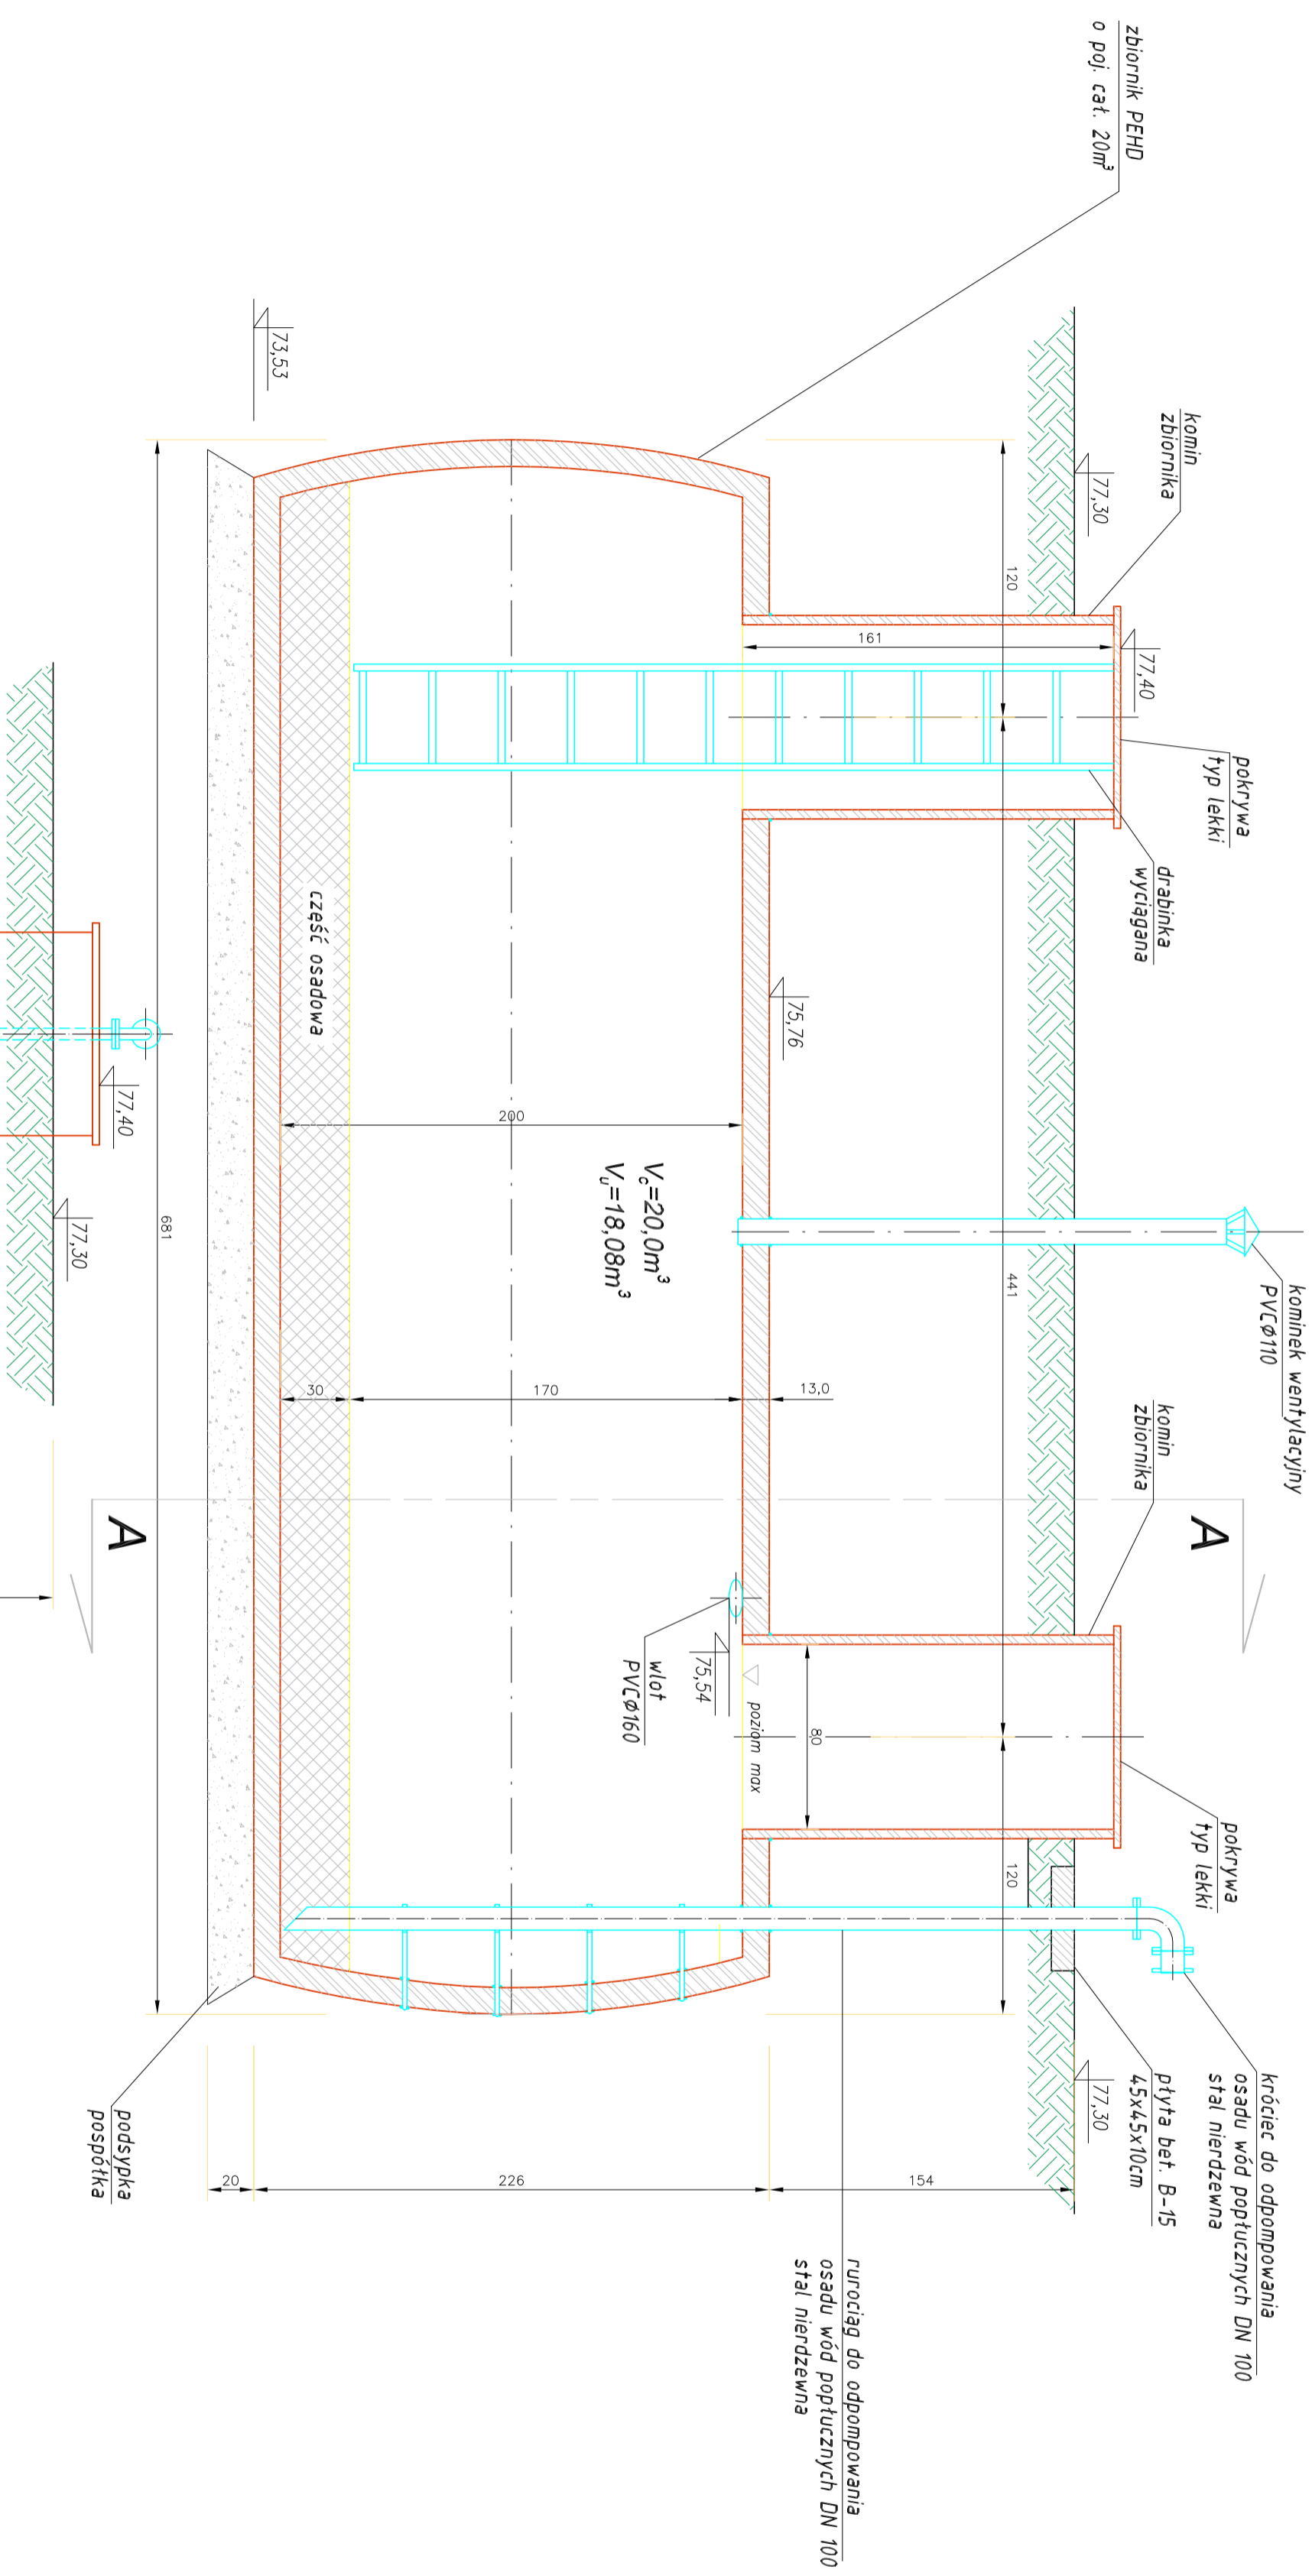 zbiornik PEHD
o poj. cał. 20m³
komin
zbiornika
77,30
77,40
pokrywa
typ lekki
drabinka
wyciągana
kominek wentylacyjny
PVCφ110
komin
zbiornika
A
pokrywa
typ lekki
króciec do odpompowania
osadu wód popłucznych DN 100
stal nierdzewna
płyta bet. B-15
45x45x10cm
77,30
120
441
120
161
75,76
13,0
80
poziom max
75,54
wlot
PVCφ160
154
rurociąg do odpompowania
osadu wód popłucznych DN 100
stal nierdzewna
Vc=20,0m³
Vu=18,08m³
200
170
30
226
20
część osadowa
73,53
681
A
podsypka
pospółka
77,40
77,30